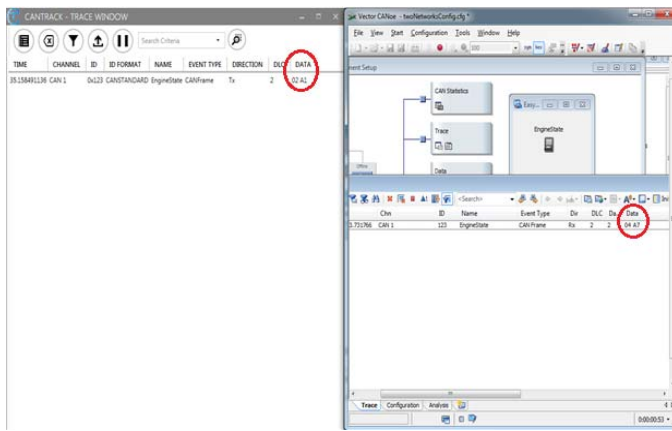 CANTRACK - TRACE WINDOW
Search Criteria
TIME CHANNEL ID ID FORMAT NAME EVENT TYPE DIRECTION DLC DATA
35.158491136 CAN 1 0x123 CANSTANDARD EngineState CANFrame Tx 2 02 A1
Vector CANoe - twoNetworksConfig.cfg *
File View Start Configuration Tools Window Help
ment Setup
CAN Statistics
Trace
Data
Easy...
EngineState
<Search>
Chn ID Name Event Type Dir DLC Da... Data
3.731766 CAN 1 123 EngineState CAN Frame Rx 2 2 04 A7
Trace Configuration Analysis
0:00:00:53